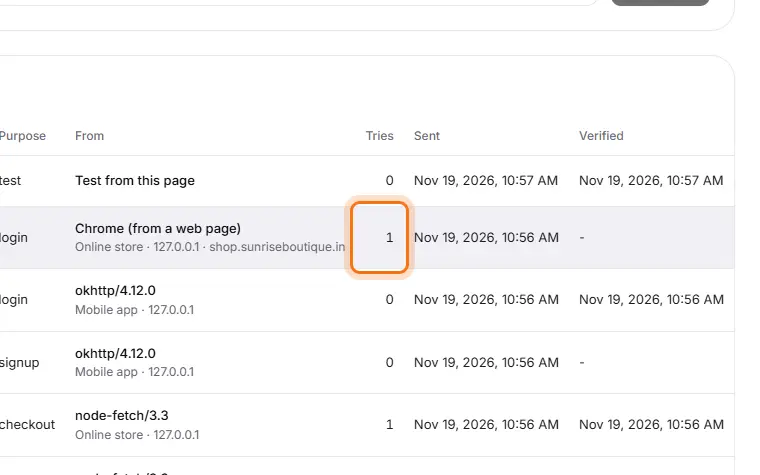 Purpose From Tries Sent Verified
test Test from this page 0 Nov 19, 2026, 10:57 AM Nov 19, 2026, 10:57 AM
login Chrome (from a web page) 1 Nov 19, 2026, 10:56 AM -
Online store · 127.0.0.1 · shop.sunriseboutique.in
login okhttp/4.12.0 0 Nov 19, 2026, 10:56 AM Nov 19, 2026, 10:56 AM
Mobile app · 127.0.0.1
signup okhttp/4.12.0 0 Nov 19, 2026, 10:56 AM -
Mobile app · 127.0.0.1
checkout node-fetch/3.3 1 Nov 19, 2026, 10:56 AM Nov 19, 2026, 10:56 AM
Online store · 127.0.0.1